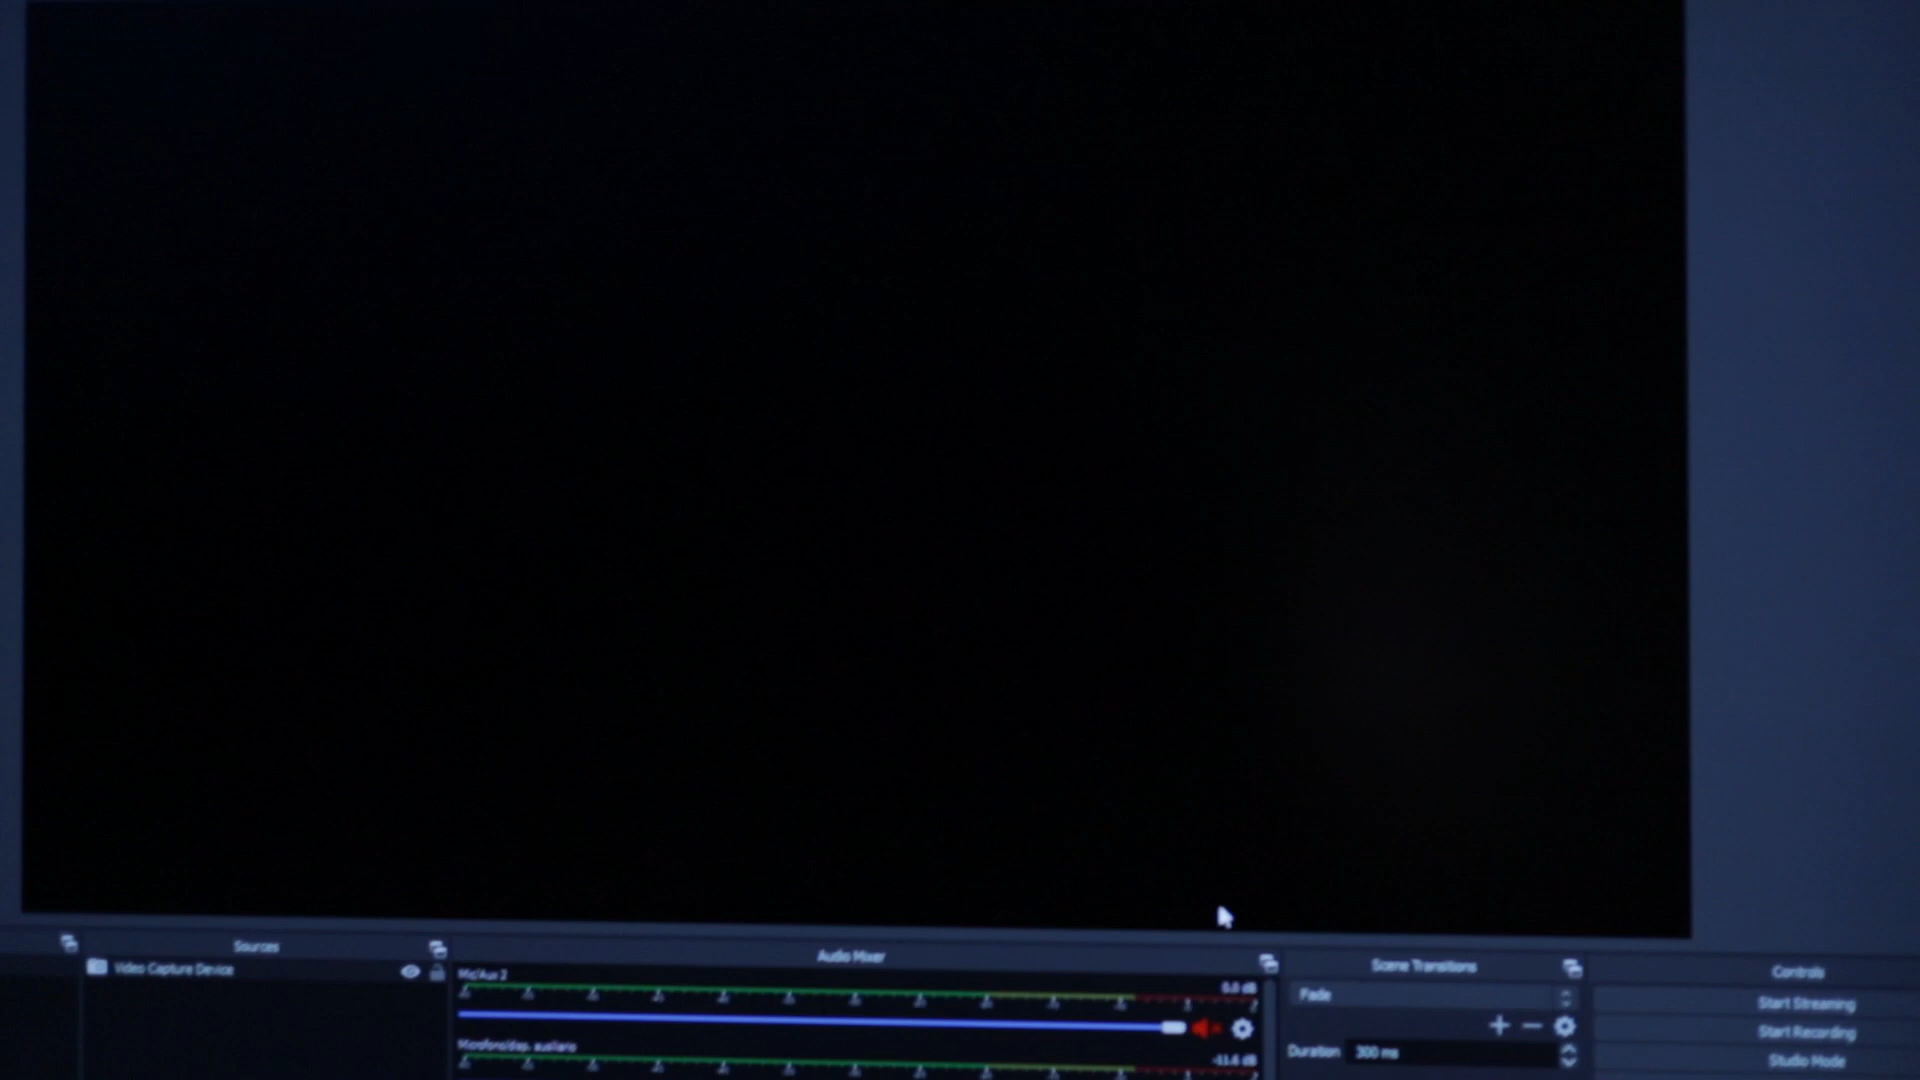 Sources
Video Capture Device
Audio Mixer
Mic/Aux 2
0.0 dB
Microfono/disp. ausiliario
-11.6 dB
Scene Transitions
Fade
Duration 300 ms
Controls
Start Streaming
Start Recording
Studio Mode